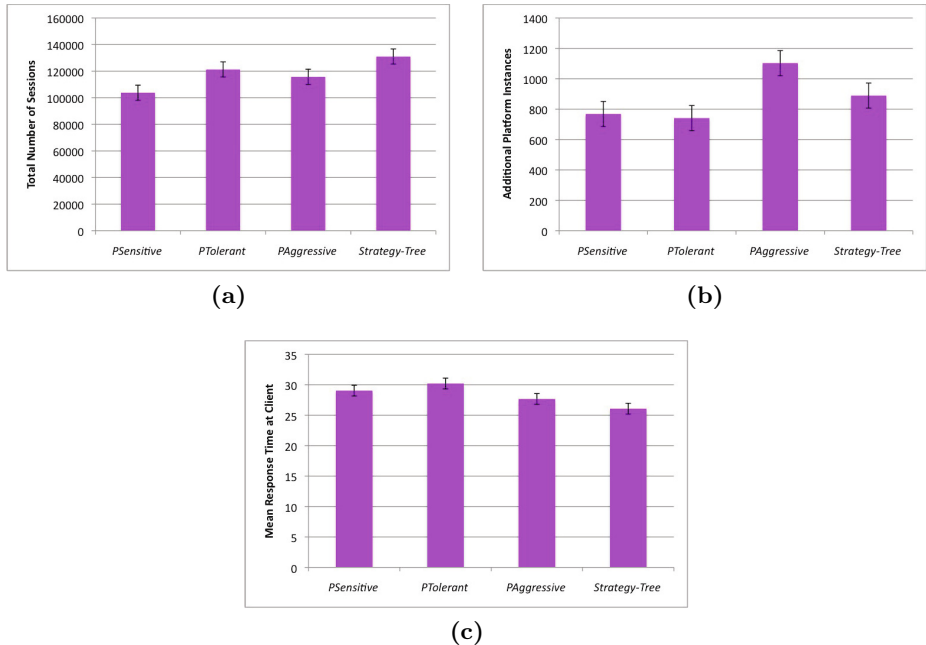 Total Number of Sessions
160000
140000
120000
100000
80000
60000
40000
20000
0
PSensitive PTolerant PAggressive Strategy-Tree
(a)
Additional Platform Instances
1400
1200
1000
800
600
400
200
0
PSensitive PTolerant PAggressive Strategy-Tree
(b)
Mean Response Time at Client
35
30
25
20
15
10
5
0
PSensitive PTolerant PAggressive Strategy-Tree
(c)